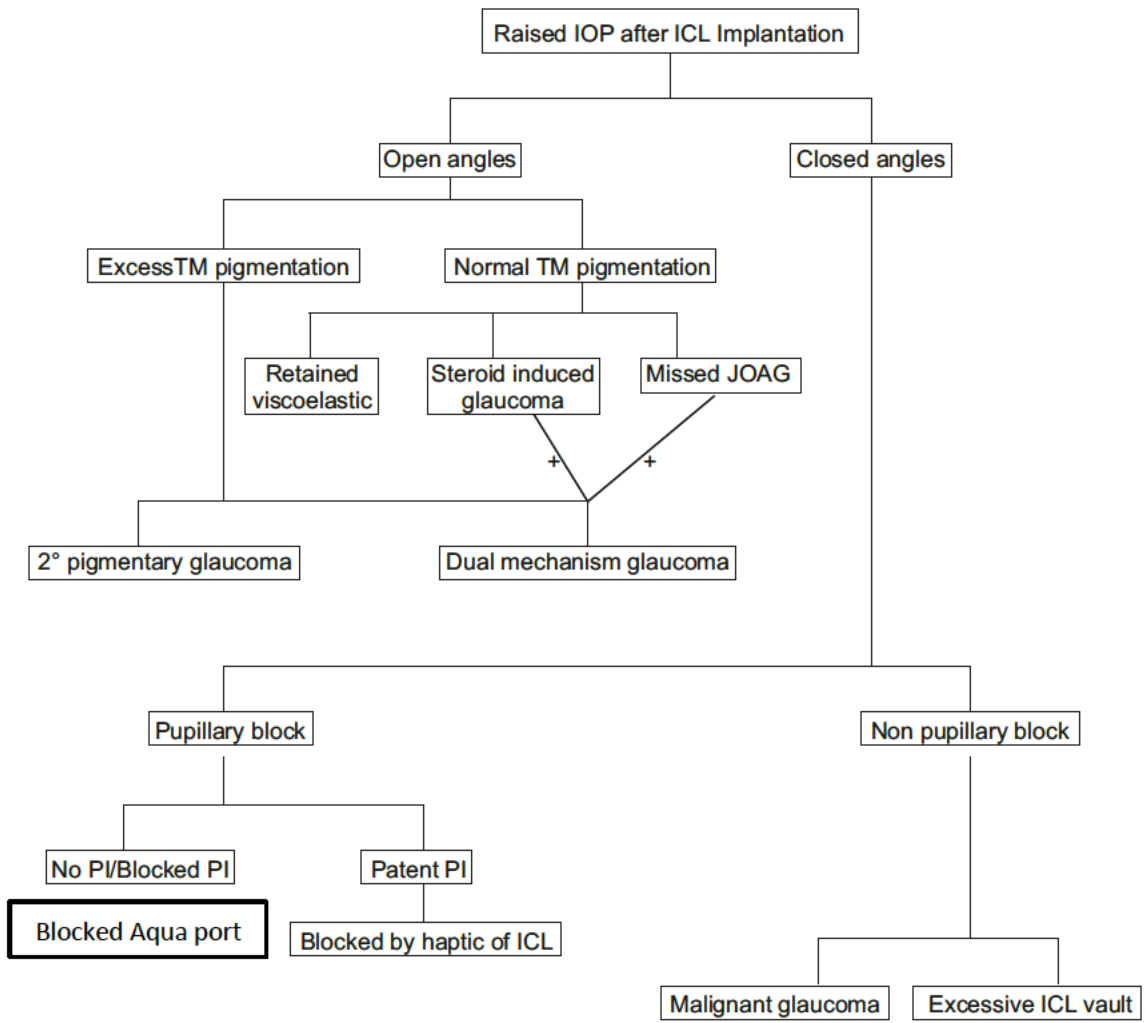 Raised IOP after ICL Implantation
Open angles
Closed angles
ExcessTM pigmentation
Normal TM pigmentation
Retained
viscoelastic
Steroid induced
glaucoma
Missed JOAG
+
+
2° pigmentary glaucoma
Dual mechanism glaucoma
Pupillary block
Non pupillary block
No PI/Blocked PI
Patent PI
Blocked Aqua port
Blocked by haptic of ICL
Malignant glaucoma
Excessive ICL vault